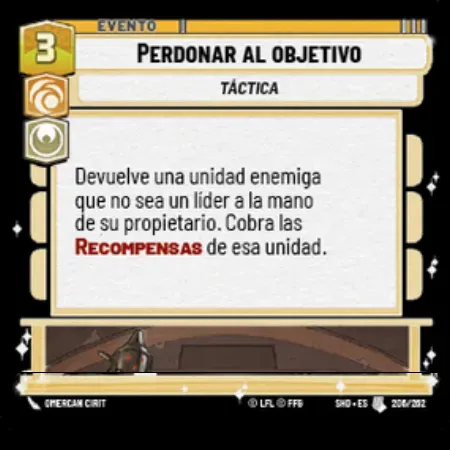 EVENTO
3
PERDONAR AL OBJETIVO
TÁCTICA
Devuelve una unidad enemiga
que no sea un líder a la mano
de su propietario. Cobra las
RECOMPENSAS de esa unidad.
OMERCAN CIRIT
© LFL © FFG
SHD • ES
206/262